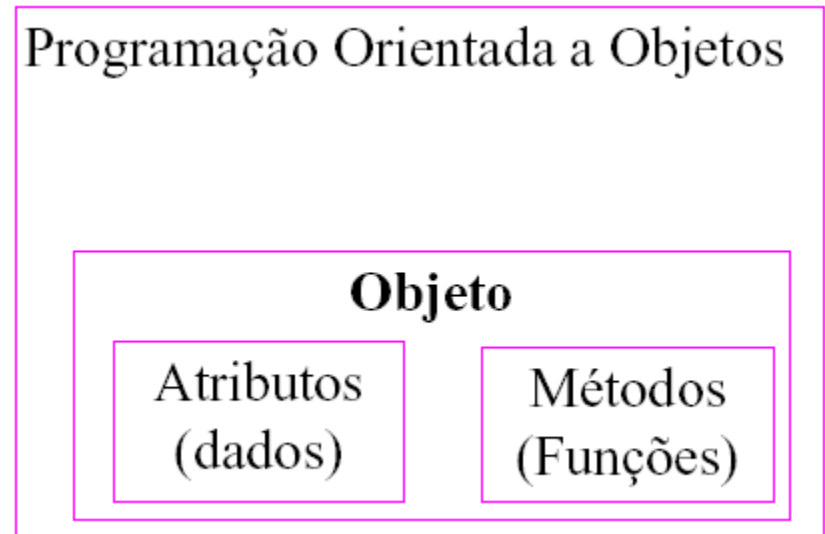 Programação Orientada a Objetos
Objeto
Atributos
(dados)
Métodos
(Funções)